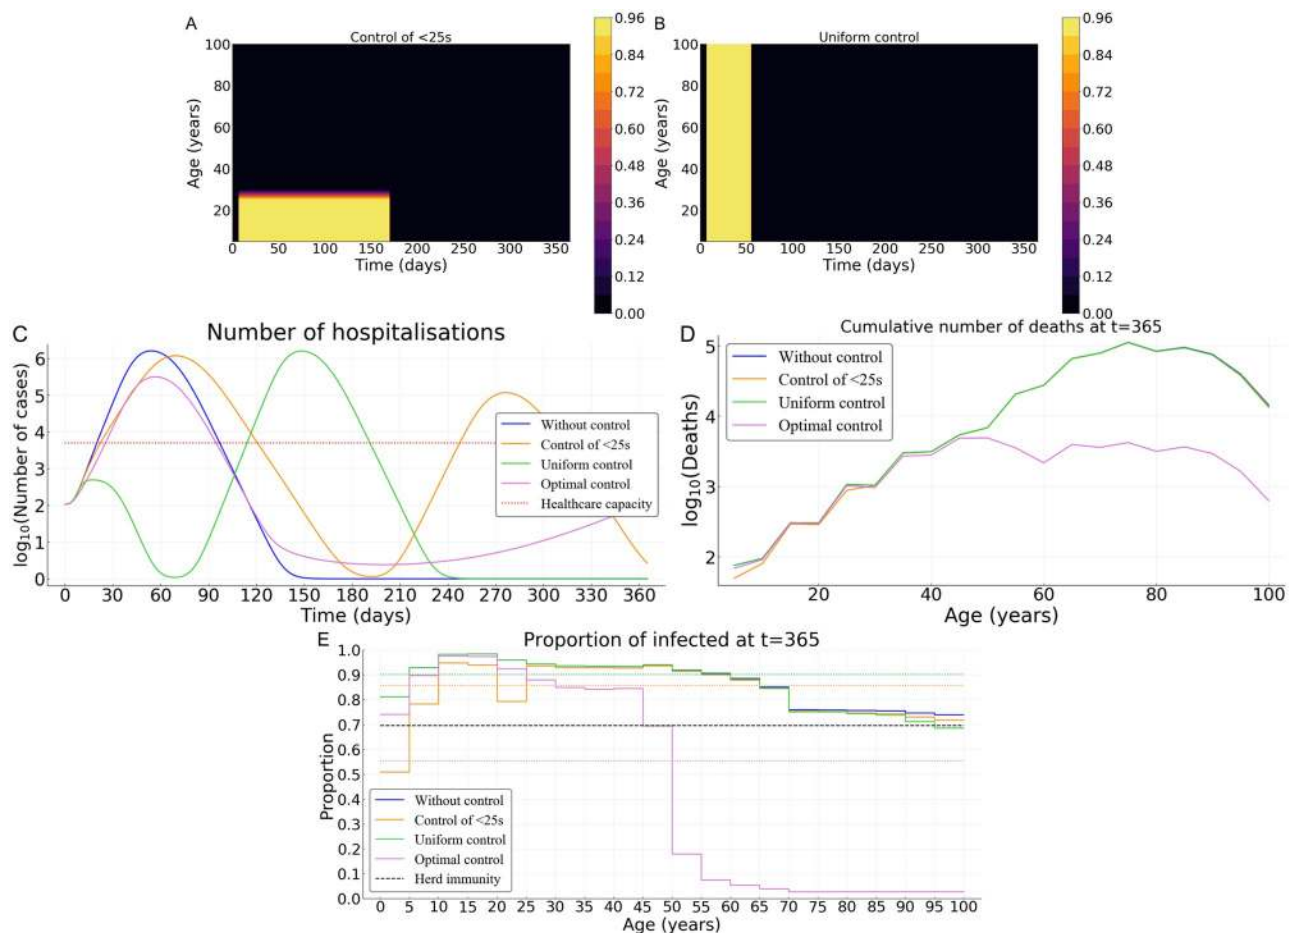 A
Control of <25s
100
80
60
40
20
Age (years)
0 50 100 150 200 250 300 350
Time (days)
0.96
0.84
0.72
0.60
0.48
0.36
0.24
0.12
0.00
B
Uniform control
100
80
60
40
20
Age (years)
0 50 100 150 200 250 300 350
Time (days)
0.96
0.84
0.72
0.60
0.48
0.36
0.24
0.12
0.00
C
Number of hospitalisations
6
5
4
3
2
1
0
log10(Number of cases)
Without control
Control of <25s
Uniform control
Optimal control
Healthcare capacity
0 30 60 90 120 150 180 210 240 270 300 330 360
Time (days)
D
Cumulative number of deaths at t=365
5
4
3
2
log10(Deaths)
Without control
Control of <25s
Uniform control
Optimal control
20 40 60 80 100
Age (years)
E
Proportion of infected at t=365
1.0
0.9
0.8
0.7
0.6
0.5
0.4
0.3
0.2
0.1
0.0
Proportion
Without control
Control of <25s
Uniform control
Optimal control
Herd immunity
0 5 10 15 20 25 30 35 40 45 50 55 60 65 70 75 80 85 90 95 100
Age (years)